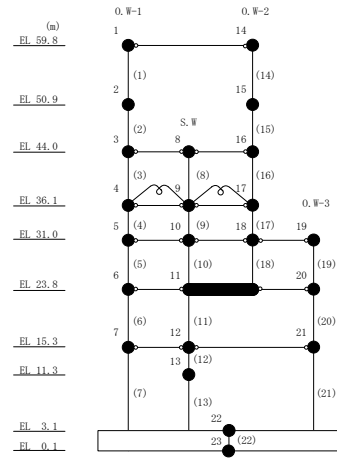 O.W-1 O.W-2
(m)
EL 59.8 1 14
(1) (14)
EL 50.9 2 15
(2) S.W (15)
EL 44.0 3 8 16
(3) (8) (16)
EL 36.1 4 9 17 O.W-3
EL 31.0 5 (4) 10 (9) 18 (17) 19
(5) (10) (18) (19)
EL 23.8 6 11 20
(6) (11) (20)
EL 15.3 7 12 21
EL 11.3 13 (12)
(7) (13) (21)
EL 3.1 22
EL 0.1 23 (22)